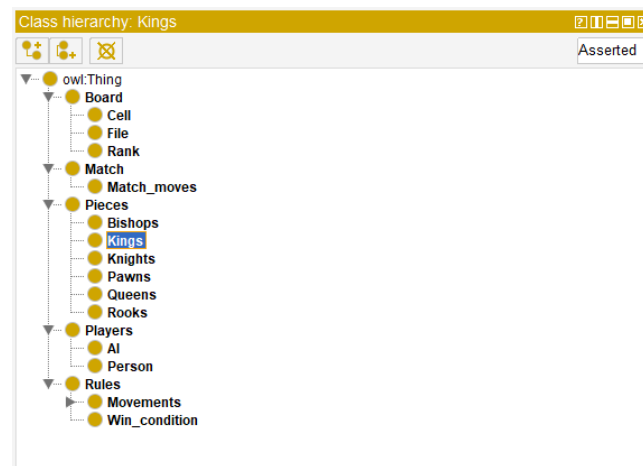 Class hierarchy: Kings
Asserted
owl:Thing
Board
Cell
File
Rank
Match
Match_moves
Pieces
Bishops
Kings
Knights
Pawns
Queens
Rooks
Players
AI
Person
Rules
Movements
Win_condition